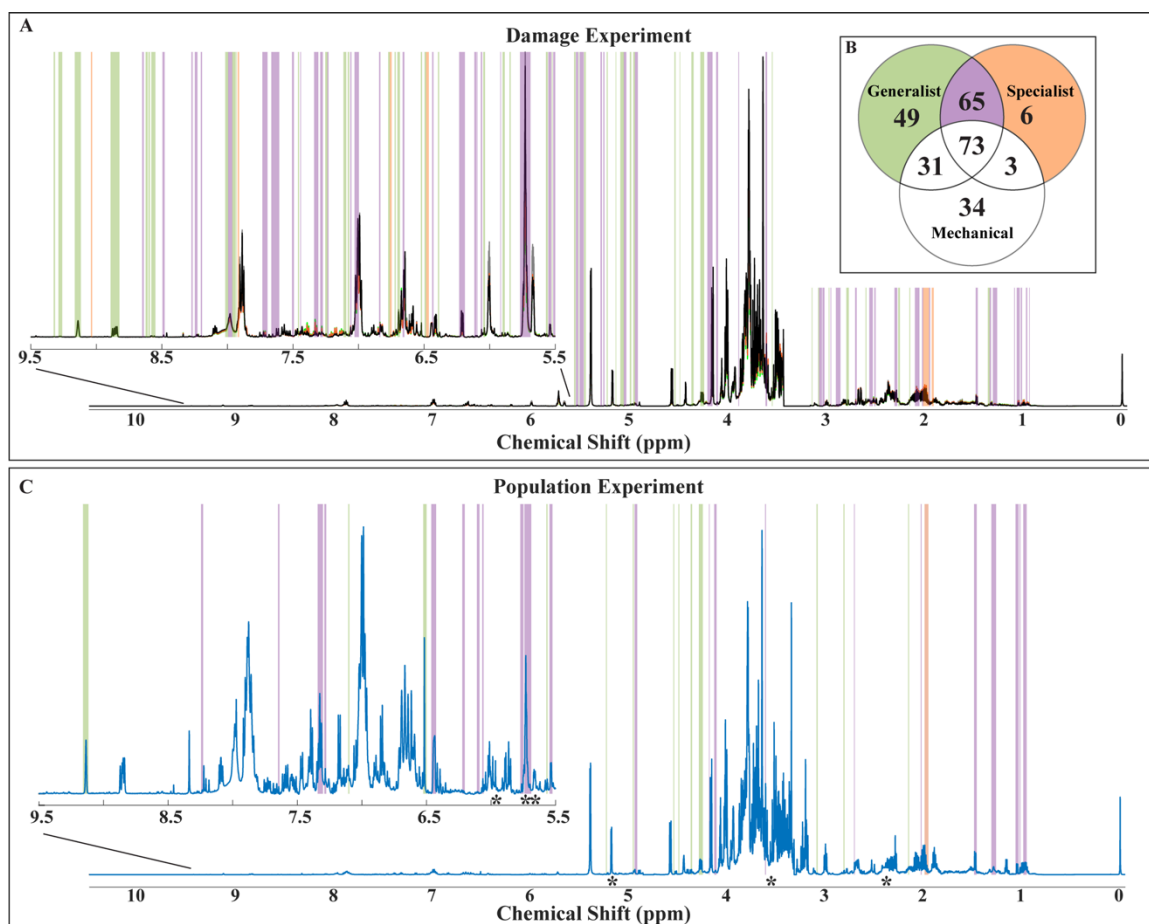 A
Damage Experiment
B
Generalist
49
65
Specialist
6
73
31
3
34
Mechanical
9.5 8.5 7.5 6.5 5.5
10 9 8 7 6 5 4 3 2 1 0
Chemical Shift (ppm)
C
Population Experiment
* * *
9.5 8.5 7.5 6.5 5.5
* * *
10 9 8 7 6 5 4 3 2 1 0
Chemical Shift (ppm)